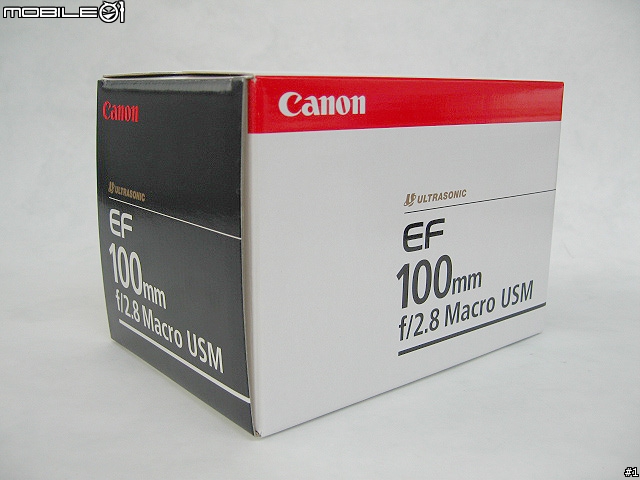 MOBILE01
Canon
ULTRASONIC
EF
100mm
f/2.8 Macro USM
Canon
ULTRASONIC
EF
100mm
f/2.8 Macro USM
#1